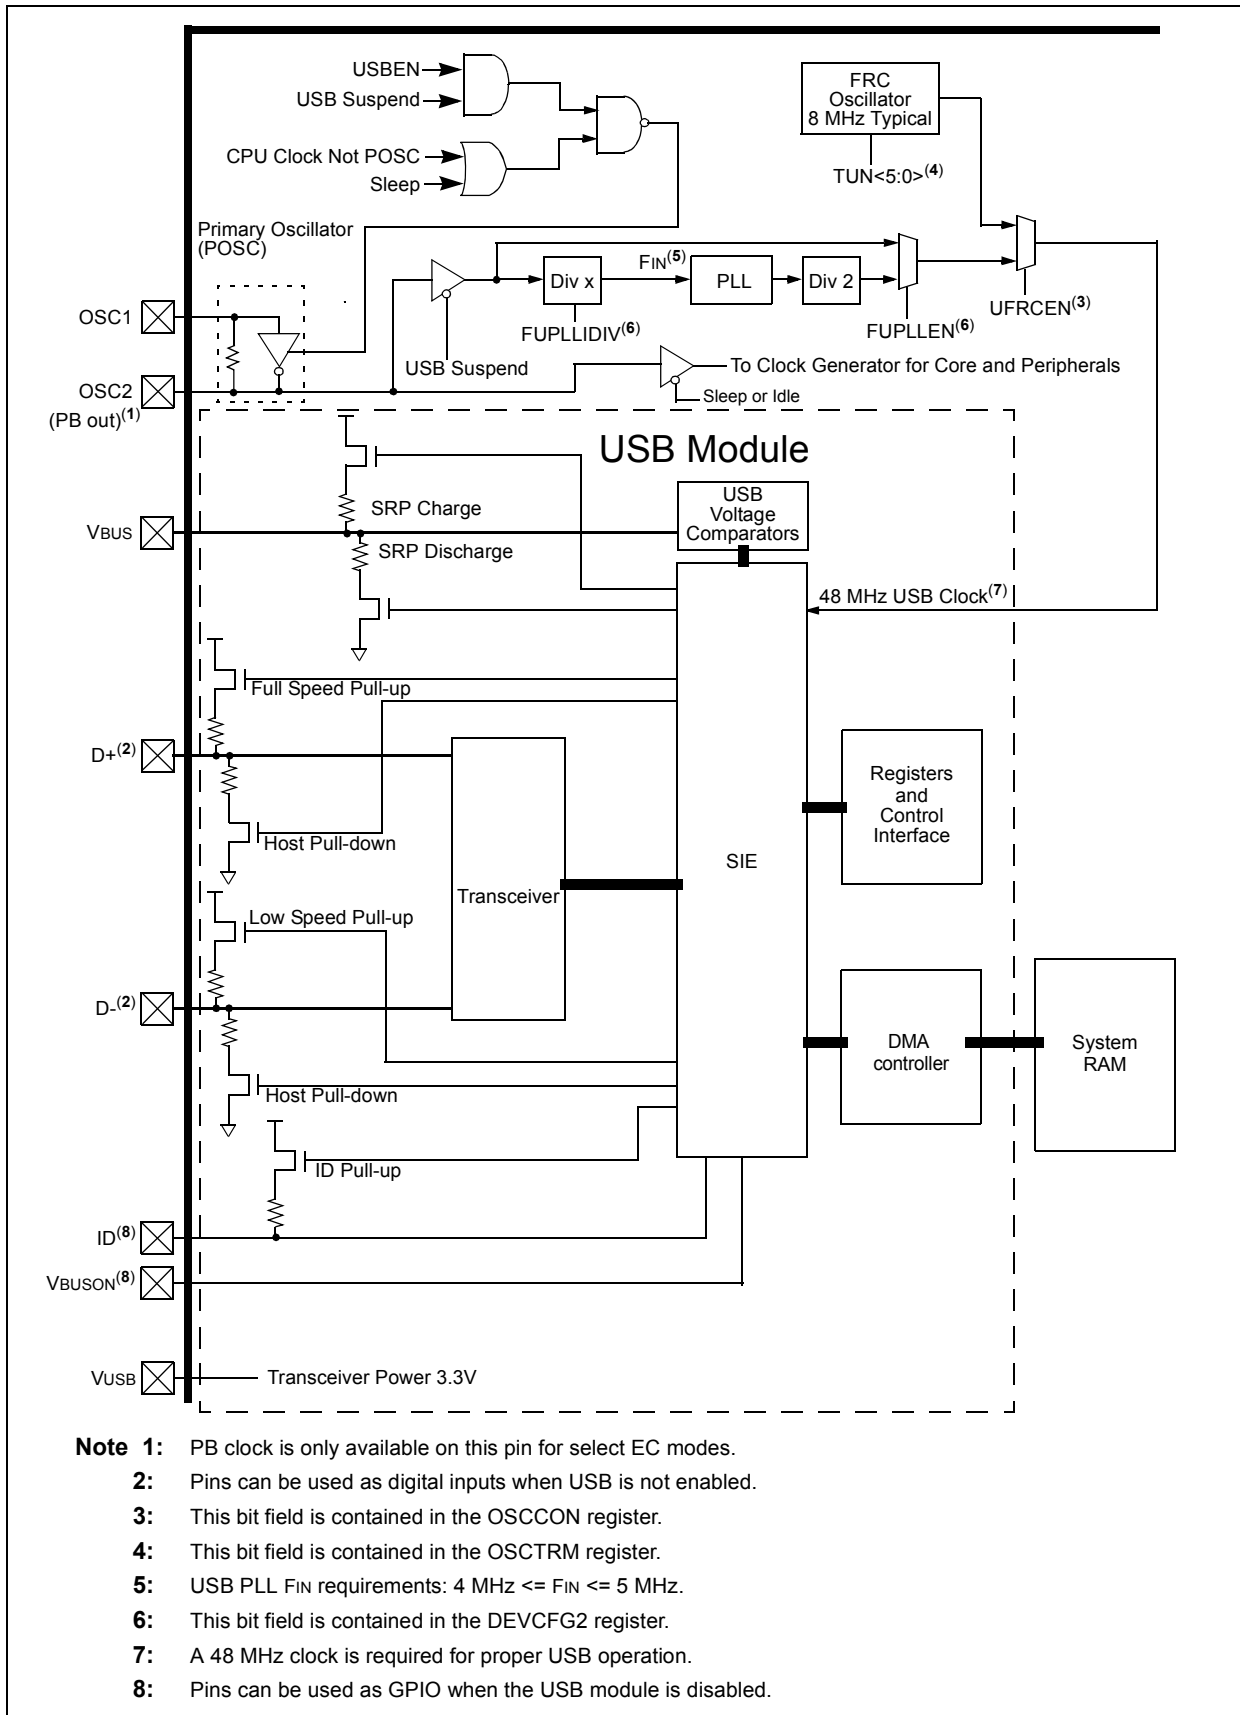 USBEN
USB Suspend
CPU Clock Not POSC
Sleep
FRC
Oscillator
8 MHz Typical
TUN<5:0>(4)
Primary Oscillator
(POSC)
FIN(5)
Div x
PLL
Div 2
UFRCEN(3)
FUPLLIDIV(6)
FUPLLEN(6)
OSC1
USB Suspend
To Clock Generator for Core and Peripherals
OSC2
(PB out)(1)
Sleep or Idle
USB Module
USB
Voltage
Comparators
SRP Charge
VBUS
SRP Discharge
48 MHz USB Clock(7)
Full Speed Pull-up
D+(2)
Registers
and
Control
Interface
Host Pull-down
SIE
Transceiver
Low Speed Pull-up
D-(2)
DMA
controller
System
RAM
Host Pull-down
ID Pull-up
ID(8)
VBUSON(8)
VUSB
Transceiver Power 3.3V
Note 1: PB clock is only available on this pin for select EC modes.
2: Pins can be used as digital inputs when USB is not enabled.
3: This bit field is contained in the OSCCON register.
4: This bit field is contained in the OSCTRM register.
5: USB PLL FIN requirements: 4 MHz <= FIN <= 5 MHz.
6: This bit field is contained in the DEVCFG2 register.
7: A 48 MHz clock is required for proper USB operation.
8: Pins can be used as GPIO when the USB module is disabled.